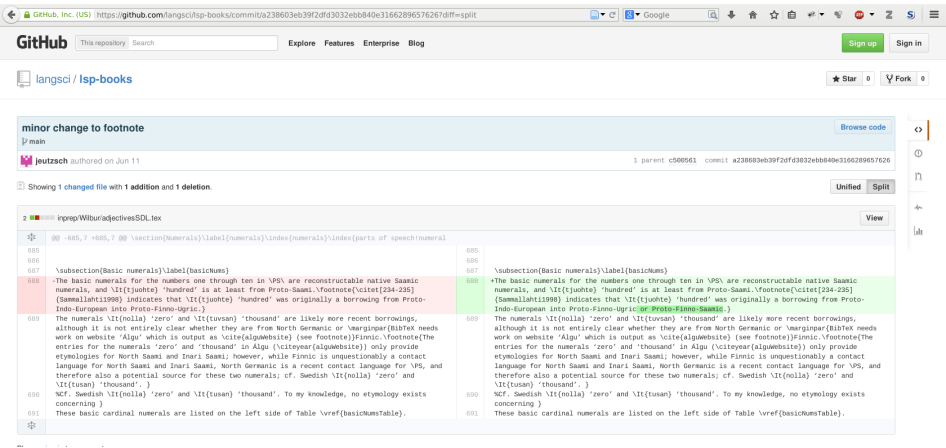 GitHub, Inc. (US) https://github.com/langsci/lsp-books/commit/a238603eb39f2dfd3032ebb840e3166289657626?diff=split
Google
GitHub This repository Search Explore Features Enterprise Blog Sign up Sign in
langsci / lsp-books Star 0 Fork 0
minor change to footnote Browse code
main
jeutzsch authored on Jun 11 1 parent c500561 commit a238603eb39f2dfd3032ebb840e3166289657626
Showing 1 changed file with 1 addition and 1 deletion. Unified Split
2 inprep/Wilbur/adjectivesSDL.tex View
@@ -685,7 +685,7 @@ \section{Numerals}\label{numerals}\index{numerals}\index{parts of speech!numeral
685 685
686 686
687 \subsection{Basic numerals}\label{basicNums}
688 -The basic numerals for the numbers one through ten in \PS\ are reconstructable native Saamic
numerals, and \It{tjuohte} ‘hundred’ is at least from Proto-Saami.\footnote{\citet[234-235]
{Sammallahti1998} indicates that \It{tjuohte} ‘hundred’ was originally a borrowing from Proto-
Indo-European into Proto-Finno-Ugric.}
689 The numerals \It{nolla} ‘zero’ and \It{tuvsan} ‘thousand’ are likely more recent borrowings,
although it is not entirely clear whether they are from North Germanic or \marginpar{BibTeX needs
work on website ‘Álgu’ which is output as \cite{alguWebsite} (see footnote)}Finnic.\footnote{The
entries for the numerals ‘zero’ and ‘thousand’ in Álgu (\citeyear{alguWebsite}) only provide
etymologies for North Saami and Inari Saami; however, while Finnic is unquestionably a contact
language for North Saami and Inari Saami, North Germanic is a recent contact language for \PS, and
therefore also a potential source for these two numerals; cf. Swedish \It{nolla} ‘zero’ and
\It{tusan} ‘thousand’. }
690 %Cf. Swedish \It{nolla} ‘zero’ and \It{tusan} ‘thousand’. To my knowledge, no etymology exists
concerning }
691 These basic cardinal numerals are listed on the left side of Table \vref{basicNumsTable}.
687 \subsection{Basic numerals}\label{basicNums}
688 +The basic numerals for the numbers one through ten in \PS\ are reconstructable native Saamic
numerals, and \It{tjuohte} ‘hundred’ is at least from Proto-Saami.\footnote{\citet[234-235]
{Sammallahti1998} indicates that \It{tjuohte} ‘hundred’ was originally a borrowing from Proto-
Indo-European into Proto-Finno-Ugric or Proto-Finno-Saamic.}
689 The numerals \It{nolla} ‘zero’ and \It{tuvsan} ‘thousand’ are likely more recent borrowings,
although it is not entirely clear whether they are from North Germanic or \marginpar{BibTeX needs
work on website ‘Álgu’ which is output as \cite{alguWebsite} (see footnote)}Finnic.\footnote{The
entries for the numerals ‘zero’ and ‘thousand’ in Álgu (\citeyear{alguWebsite}) only provide
etymologies for North Saami and Inari Saami; however, while Finnic is unquestionably a contact
language for North Saami and Inari Saami, North Germanic is a recent contact language for \PS, and
therefore also a potential source for these two numerals; cf. Swedish \It{nolla} ‘zero’ and
\It{tusan} ‘thousand’. }
690 %Cf. Swedish \It{nolla} ‘zero’ and \It{tusan} ‘thousand’. To my knowledge, no etymology exists
concerning }
691 These basic cardinal numerals are listed on the left side of Table \vref{basicNumsTable}.